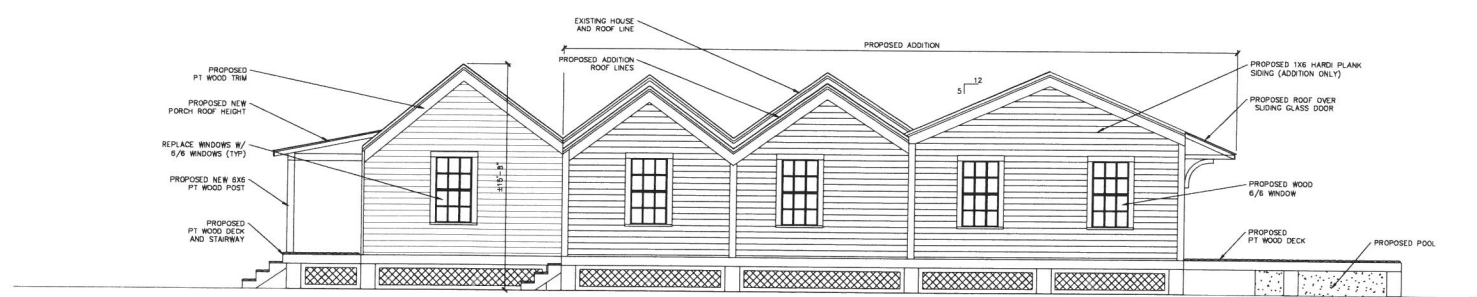 EXISTING HOUSE
AND ROOF LINE
PROPOSED ADDITION
PROPOSED ADDITION
ROOF LINES
PROPOSED
PT WOOD TRIM
PROPOSED NEW
PORCH ROOF HEIGHT
REPLACE WINDOWS W/
6/6 WINDOWS (TYP)
PROPOSED NEW 6X6
PT WOOD POST
PROPOSED
PT WOOD DECK
AND STAIRWAY
±15'-8"
12
5
PROPOSED 1X6 HARDI PLANK
SIDING (ADDITION ONLY)
PROPOSED ROOF OVER
SLIDING GLASS DOOR
PROPOSED WOOD
6/6 WINDOW
PROPOSED
PT WOOD DECK
PROPOSED POOL